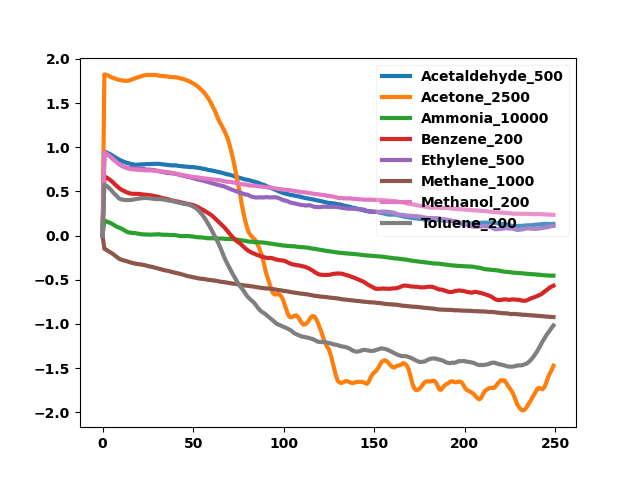 2.0
1.5
1.0
0.5
0.0
−0.5
−1.0
−1.5
−2.0
0 50 100 150 200 250
Acetaldehyde_500
Acetone_2500
Ammonia_10000
Benzene_200
Ethylene_500
Methane_1000
Methanol_200
Toluene_200